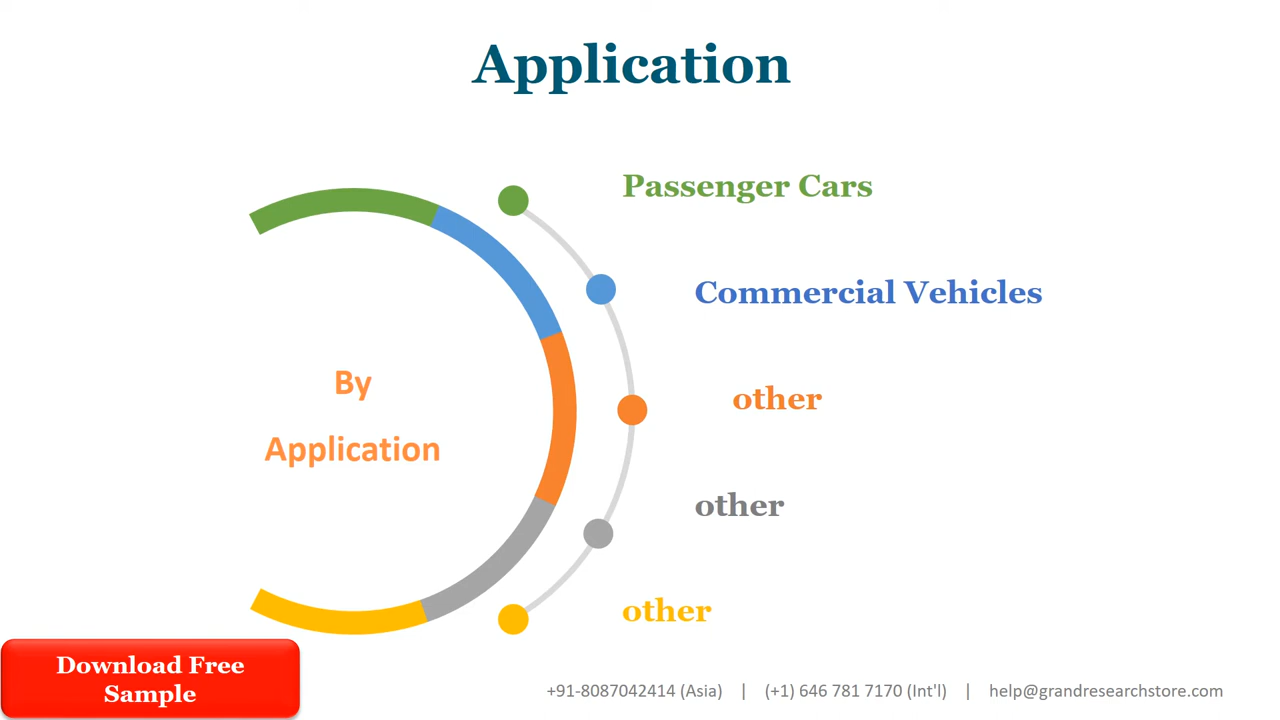 Application
Passenger Cars
Commercial Vehicles
other
other
other
By
Application
Download Free
Sample
+91-8087042414 (Asia) | (+1) 646 781 7170 (Int'l) | help@grandresearchstore.com